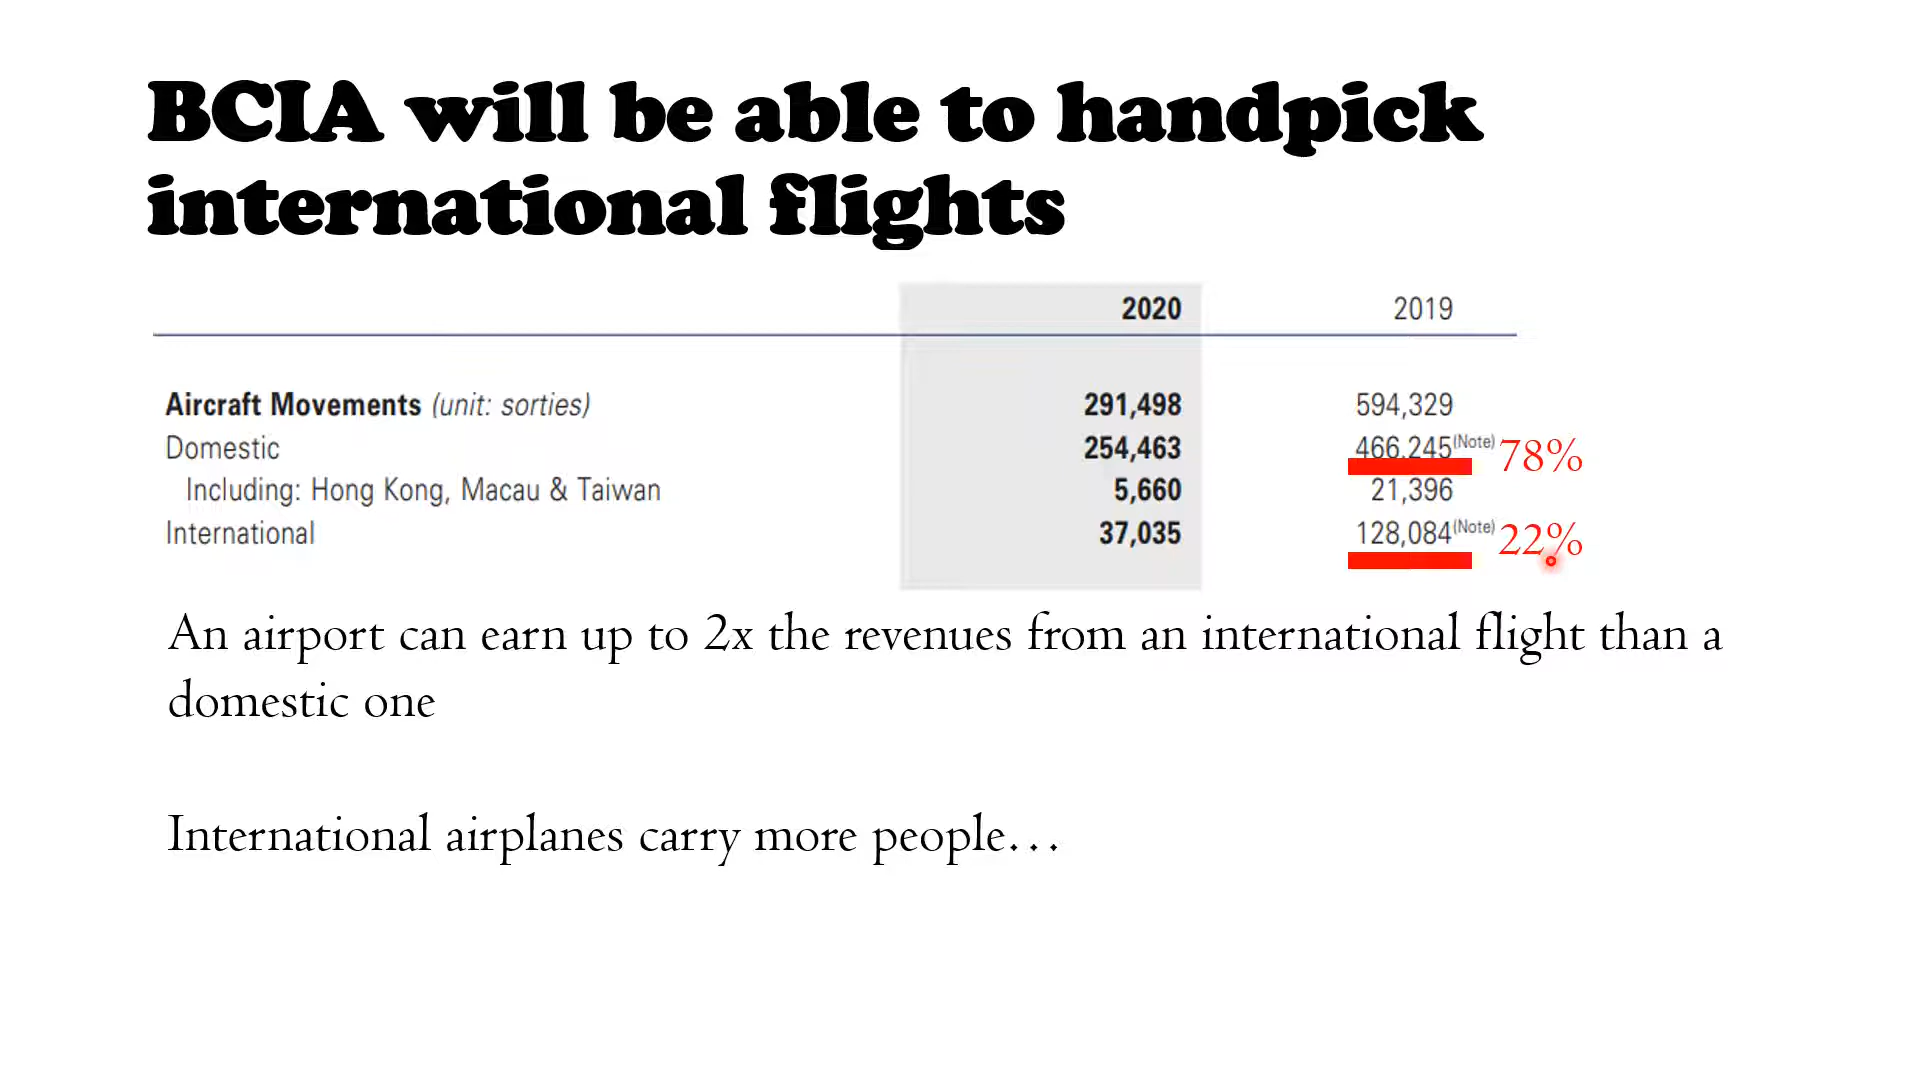 BCIA will be able to handpick
international flights
2020 2019
Aircraft Movements (unit: sorties) 291,498 594,329
Domestic 254,463 466,245(Note) 78%
Including: Hong Kong, Macau & Taiwan 5,660 21,396
International 37,035 128,084(Note) 22%
An airport can earn up to 2x the revenues from an international flight than a
domestic one
International airplanes carry more people…